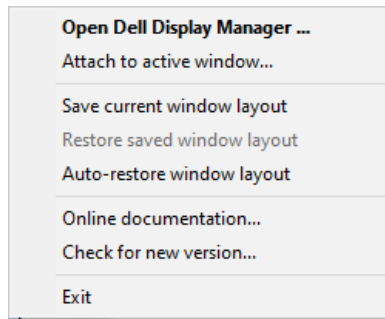 Open Dell Display Manager ...
Attach to active window...
Save current window layout
Restore saved window layout
Auto-restore window layout
Online documentation...
Check for new version...
Exit